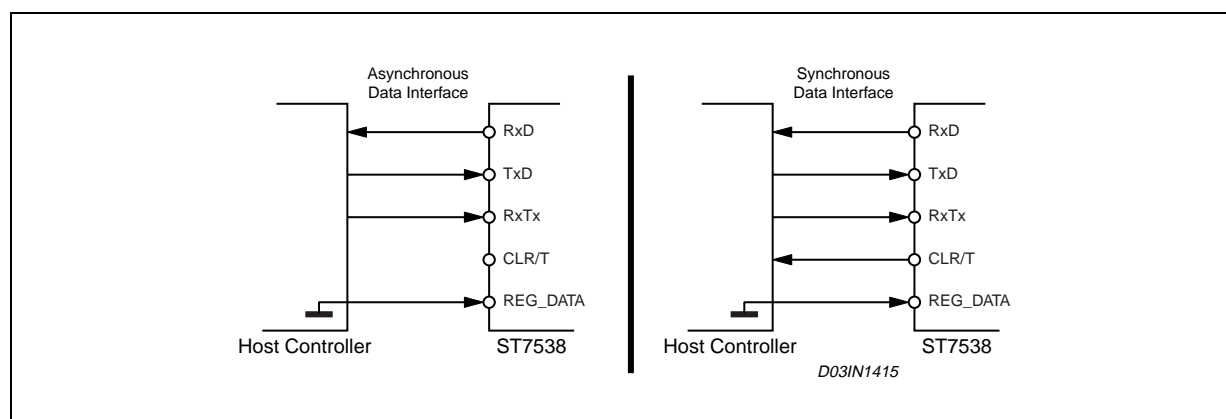 Asynchronous
Data Interface
RxD
TxD
RxTx
CLR/T
REG_DATA
Host Controller
ST7538
Synchronous
Data Interface
RxD
TxD
RxTx
CLR/T
REG_DATA
Host Controller
ST7538
D03IN1415